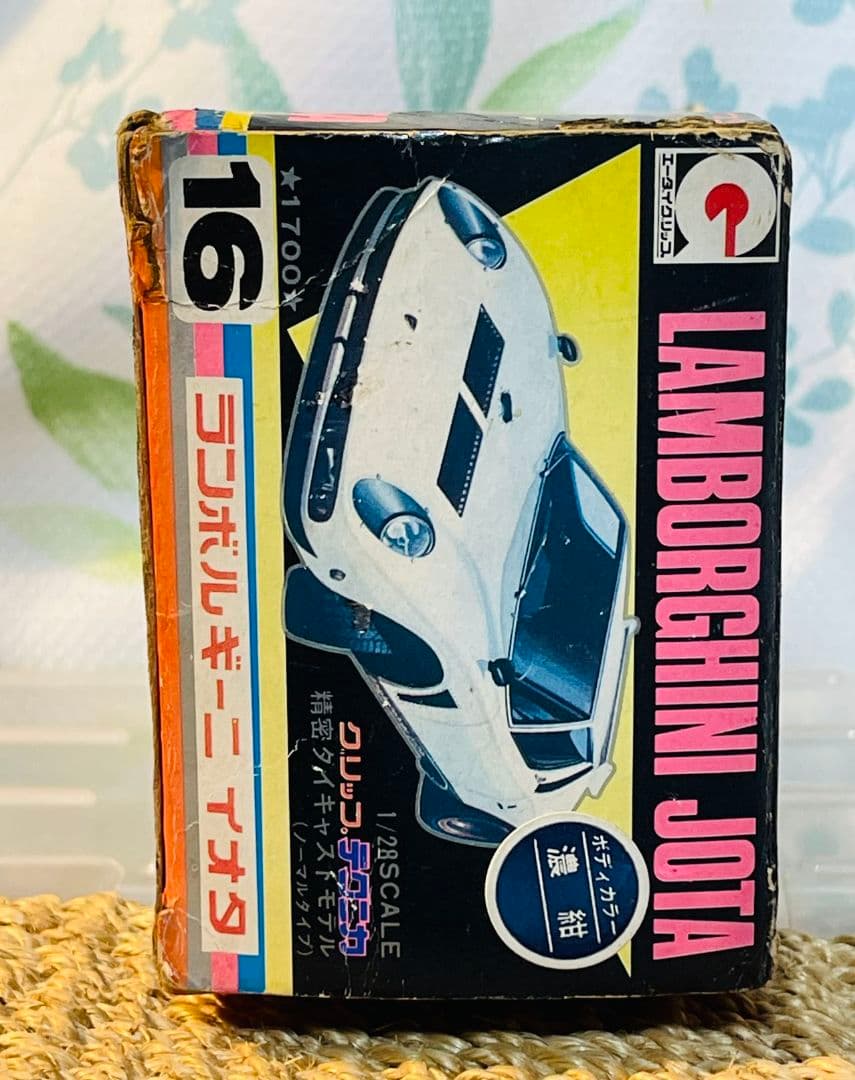 エーダイグリップ
LAMBORGHINI JOTA
★1700★
1/28SCALE
グリップ テクニカ
精密ダイキャストモデル
(ノーマルタイプ)
ボディカラー
濃紺
16
ランボルギーニ イオタ